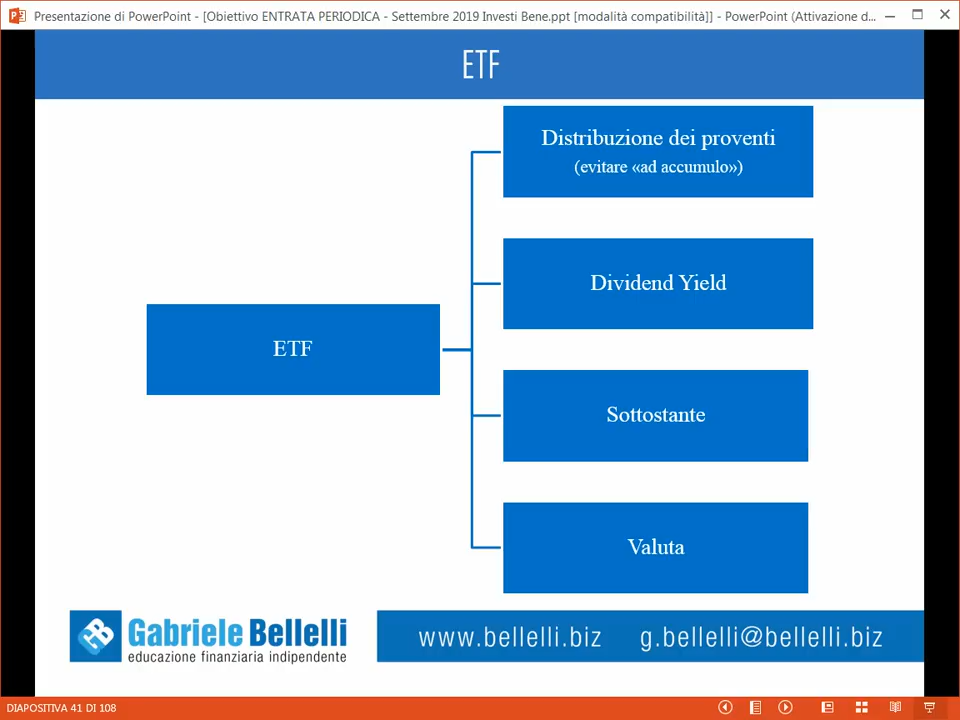 Presentazione di PowerPoint - [Obiettivo ENTRATA PERIODICA - Settembre 2019 Investi Bene.ppt [modalità compatibilità]] - PowerPoint (Attivazione d...
ETF
Distribuzione dei proventi
(evitare «ad accumulo»)
Dividend Yield
ETF
Sottostante
Valuta
Gabriele Bellelli
educazione finanziaria indipendente
www.bellelli.biz g.bellelli@bellelli.biz
DIAPOSITIVA 41 DI 108